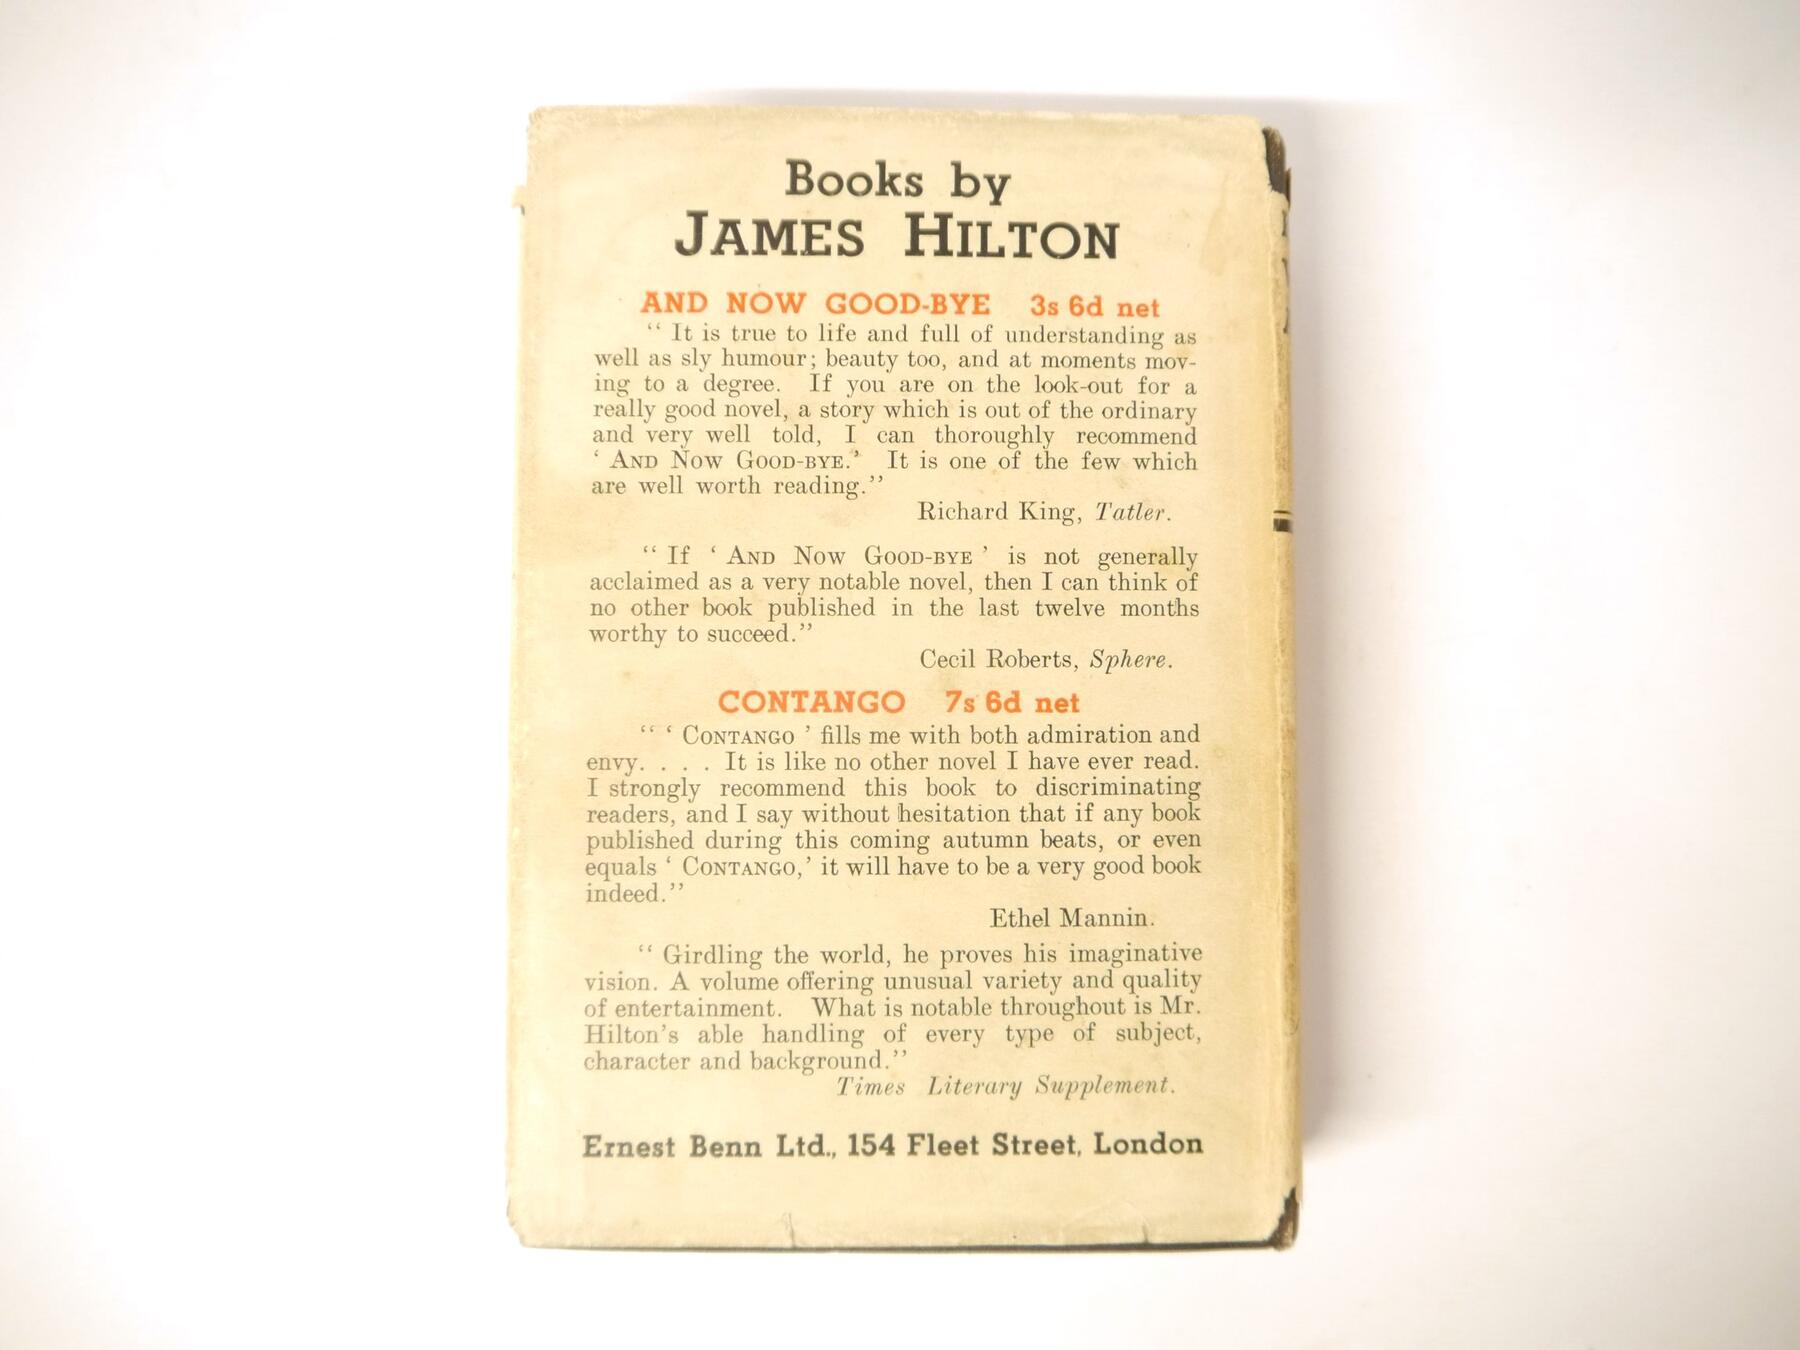 Books by
JAMES HILTON
AND NOW GOOD-BYE 3s 6d net
“ It is true to life and full of understanding as
well as sly humour; beauty too, and at moments mov-
ing to a degree. If you are on the look-out for a
really good novel, a story which is out of the ordinary
and very well told, I can thoroughly recommend
‘ AND NOW GOOD-BYE.’ It is one of the few which
are well worth reading.”
Richard King, Tatler.
“ If ‘ AND NOW GOOD-BYE ’ is not generally
acclaimed as a very notable novel, then I can think of
no other book published in the last twelve months
worthy to succeed.”
Cecil Roberts, Sphere.
CONTANGO 7s 6d net
“ ‘ CONTANGO ’ fills me with both admiration and
envy. . . . It is like no other novel I have ever read.
I strongly recommend this book to discriminating
readers, and I say without hesitation that if any book
published during this coming autumn beats, or even
equals ‘ CONTANGO,’ it will have to be a very good book
indeed.”
Ethel Mannin.
“ Girdling the world, he proves his imaginative
vision. A volume offering unusual variety and quality
of entertainment. What is notable throughout is Mr.
Hilton’s able handling of every type of subject,
character and background.”
Times Literary Supplement.
Ernest Benn Ltd., 154 Fleet Street, London